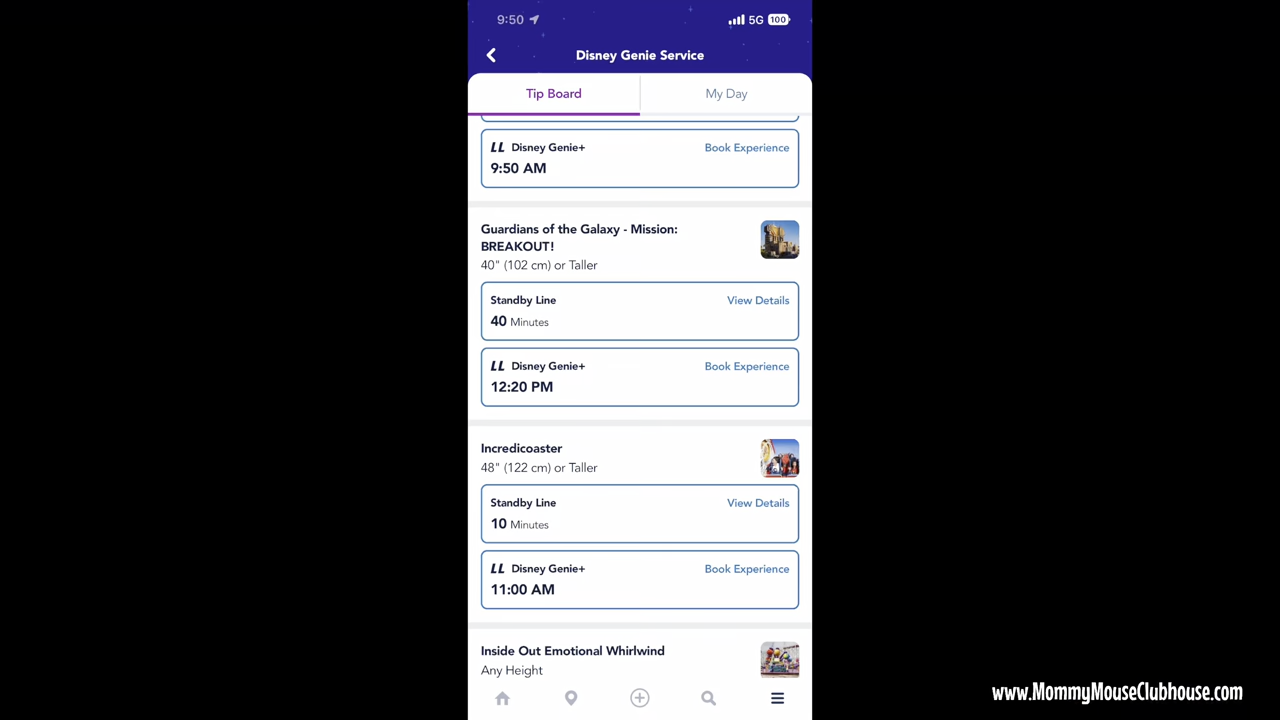 9:50
5G 100
Disney Genie Service
Tip Board
My Day
LL Disney Genie+
Book Experience
9:50 AM
Guardians of the Galaxy - Mission:
BREAKOUT!
40" (102 cm) or Taller
Standby Line
View Details
40 Minutes
LL Disney Genie+
Book Experience
12:20 PM
Incredicoaster
48" (122 cm) or Taller
Standby Line
View Details
10 Minutes
LL Disney Genie+
Book Experience
11:00 AM
Inside Out Emotional Whirlwind
Any Height
www.MommyMouseClubhouse.com